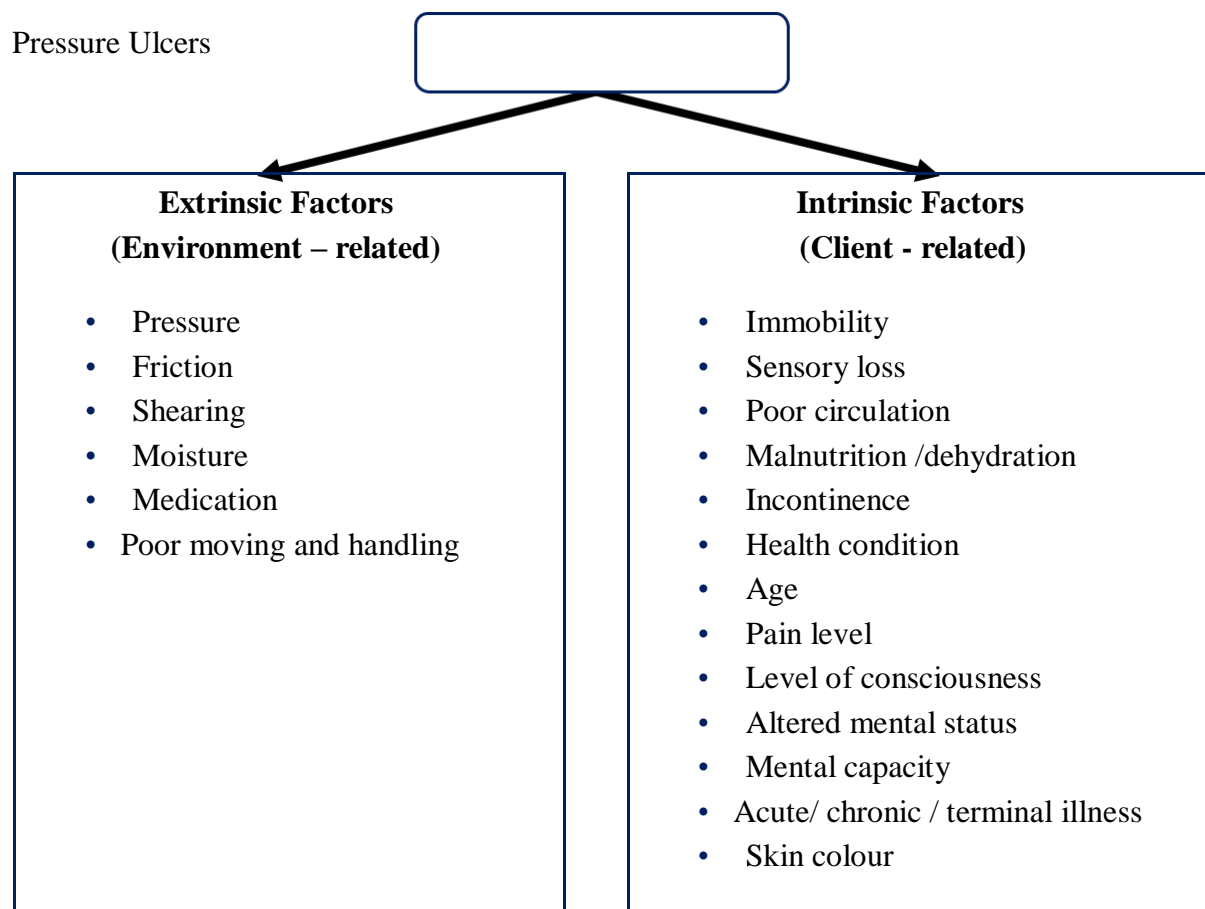 Pressure Ulcers
Extrinsic Factors
(Environment – related)
• Pressure
• Friction
• Shearing
• Moisture
• Medication
• Poor moving and handling
Intrinsic Factors
(Client - related)
• Immobility
• Sensory loss
• Poor circulation
• Malnutrition /dehydration
• Incontinence
• Health condition
• Age
• Pain level
• Level of consciousness
• Altered mental status
• Mental capacity
• Acute/ chronic / terminal illness
• Skin colour